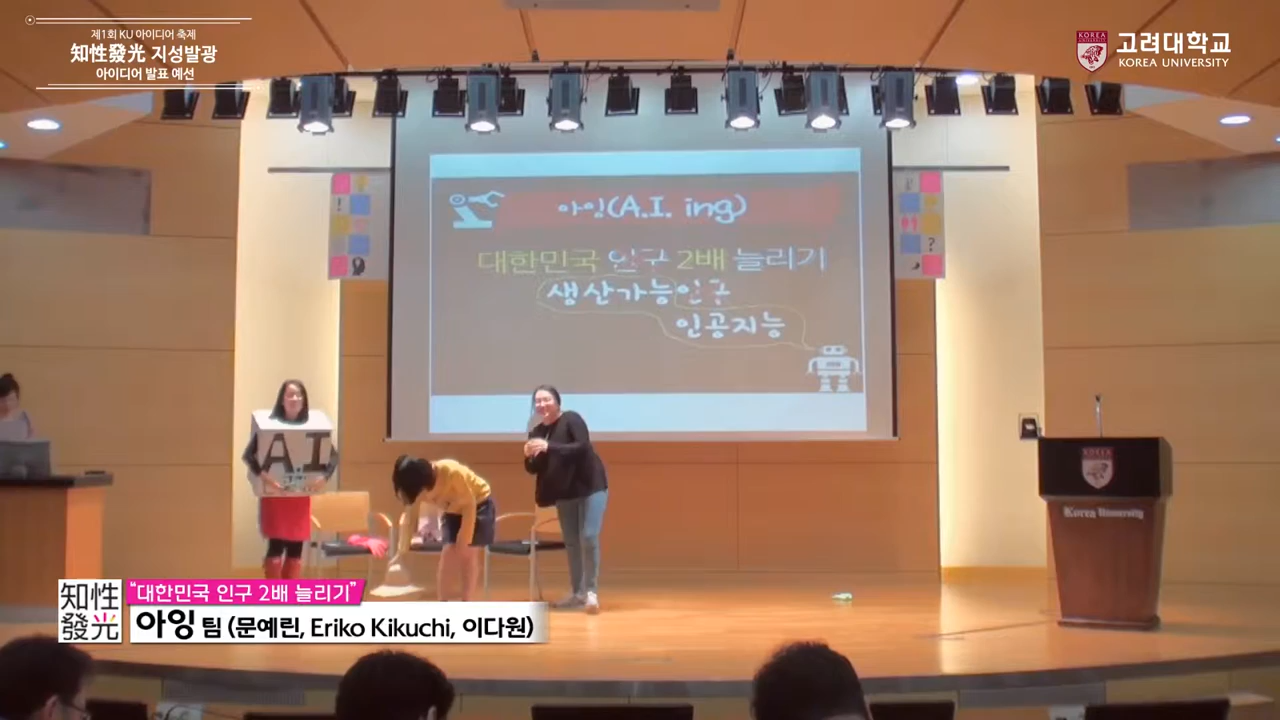 제1회 KU 아이디어 축제
知性發光 지성발광
아이디어 발표 예선
KOREA
고려대학교
KOREA UNIVERSITY
아잉(A.I. ing)
대한민국 인구 2배 늘리기
생산가능인구
인공지능
A.I
KOREA
Korea University
知性
發光
"대한민국 인구 2배 늘리기"
아잉 팀 (문예린, Eriko Kikuchi, 이다원)